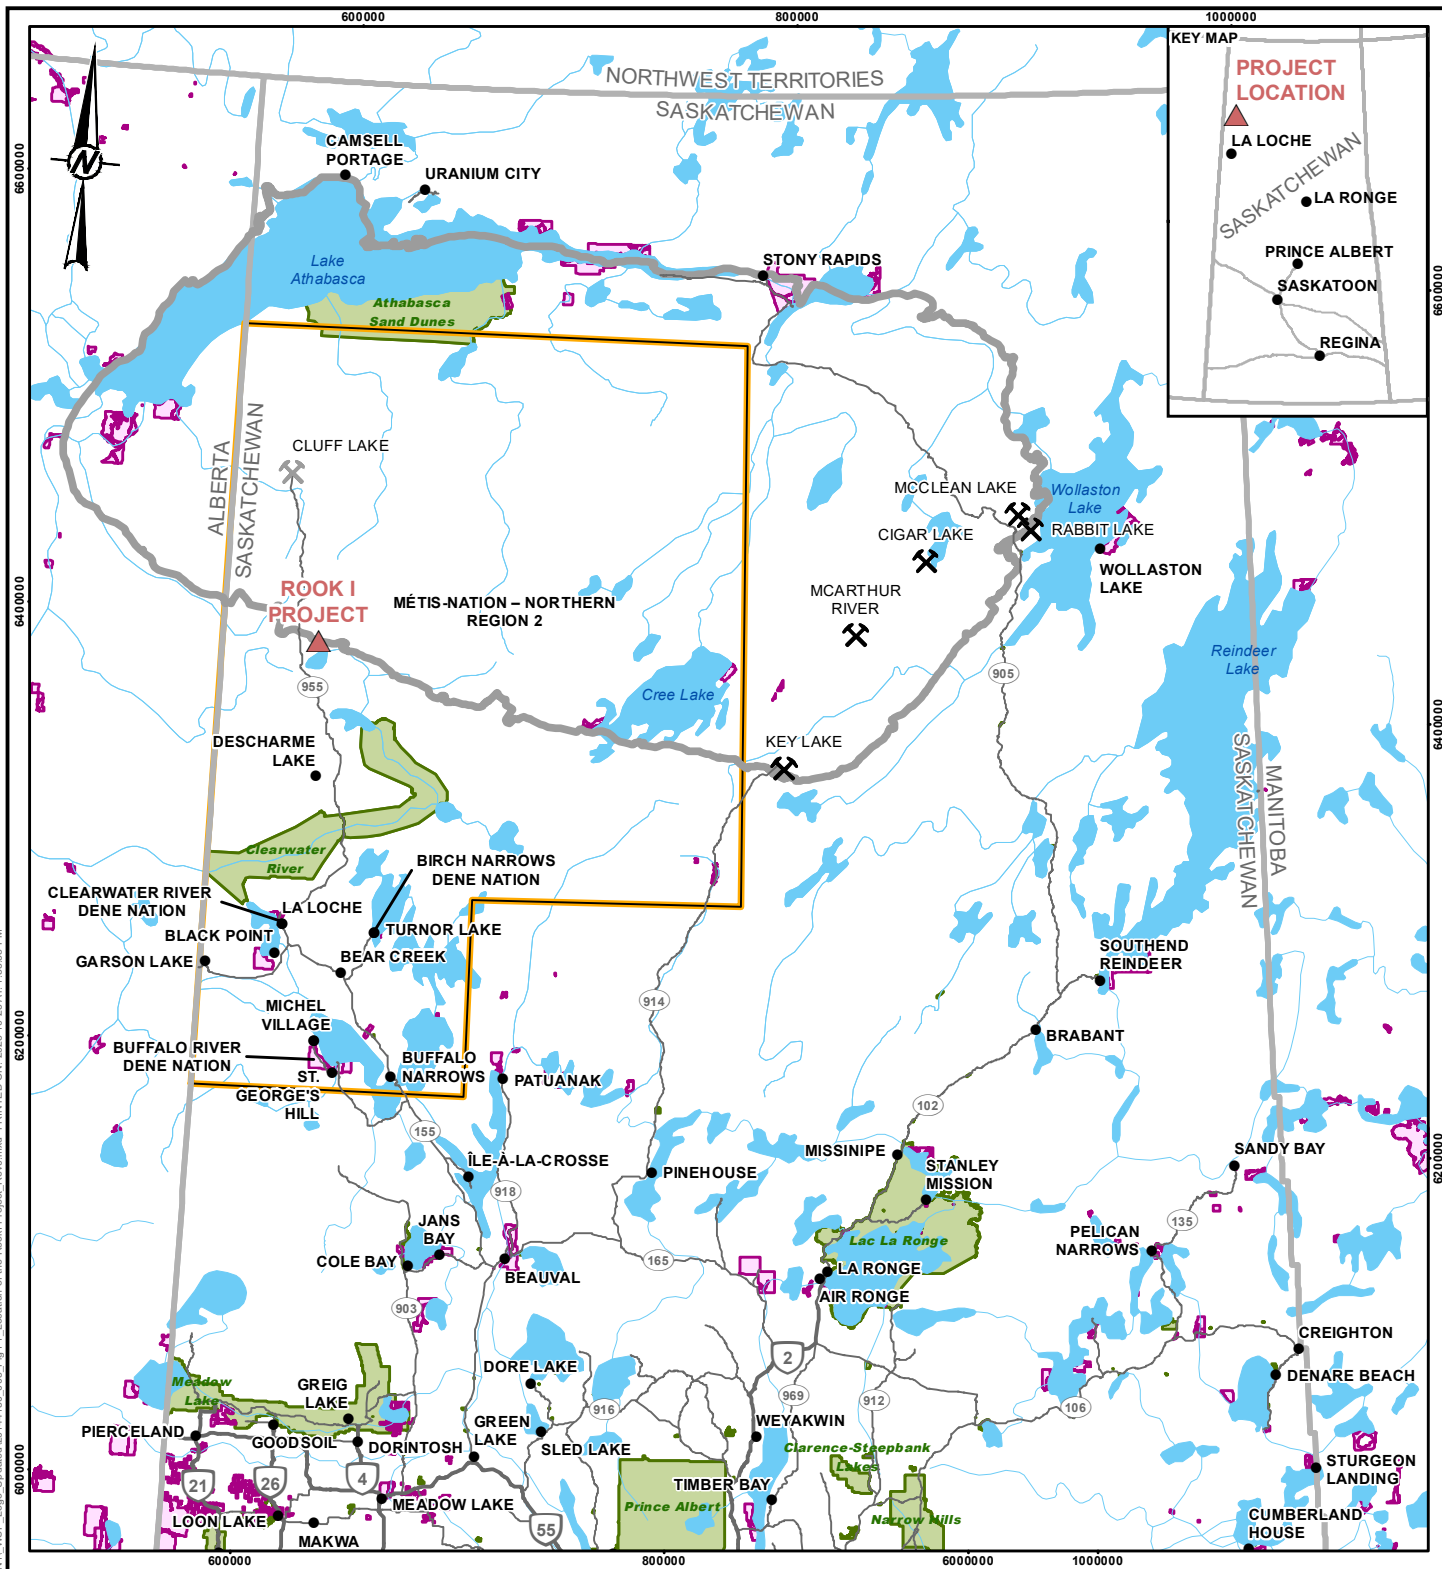 600000
800000
1000000
KEY MAP
PROJECT
LOCATION
LA LOCHE
SASKATCHEWAN
LA RONGE
PRINCE ALBERT
SASKATOON
REGINA
NORTHWEST TERRITORIES
SASKATCHEWAN
N
CAMSELL
PORTAGE
URANIUM CITY
6600000
6600000
Lake
Athabasca
STONY RAPIDS
Athabasca
Sand Dunes
ALBERTA
SASKATCHEWAN
CLUFF LAKE
MCCLEAN LAKE
Wollaston
Lake
RABBIT LAKE
CIGAR LAKE
WOLLASTON
LAKE
MCARTHUR
RIVER
ROOK I
PROJECT
MÉTIS-NATION – NORTHERN
REGION 2
6400000
6400000
Reindeer
Lake
905
955
Cree Lake
KEY LAKE
DESCHARME
LAKE
MANITOBA
SASKATCHEWAN
Clearwater
River
BIRCH NARROWS
DENE NATION
CLEARWATER RIVER
DENE NATION
LA LOCHE
BLACK POINT
TURNOR LAKE
GARSON LAKE
BEAR CREEK
SOUTHEND
REINDEER
914
MICHEL
VILLAGE
BRABANT
6200000
6200000
BUFFALO RIVER
DENE NATION
BUFFALO
NARROWS
ST.
GEORGE'S
HILL
PATUANAK
102
155
MISSINIPE
SANDY BAY
ÎLE-À-LA-CROSSE
PINEHOUSE
STANLEY
MISSION
918
135
JANS
BAY
PELICAN
NARROWS
Lac La Ronge
COLE BAY
BEAUVAL
165
LA RONGE
AIR RONGE
903
CREIGHTON
2
DORE LAKE
DENARE BEACH
Meadow
Lake
GREIG
LAKE
969
912
916
106
GREEN
LAKE
WEYAKWIN
PIERCELAND
GOODSOIL
DORINTOSH
SLED LAKE
Clarence-Steepbank
Lakes
6000000
21
26
4
TIMBER BAY
STURGEON
LANDING
MEADOW LAKE
Prince Albert
LOON LAKE
Narrow Hills
CUMBERLAND
HOUSE
55
MAKWA
600000
800000
6000000
1000000